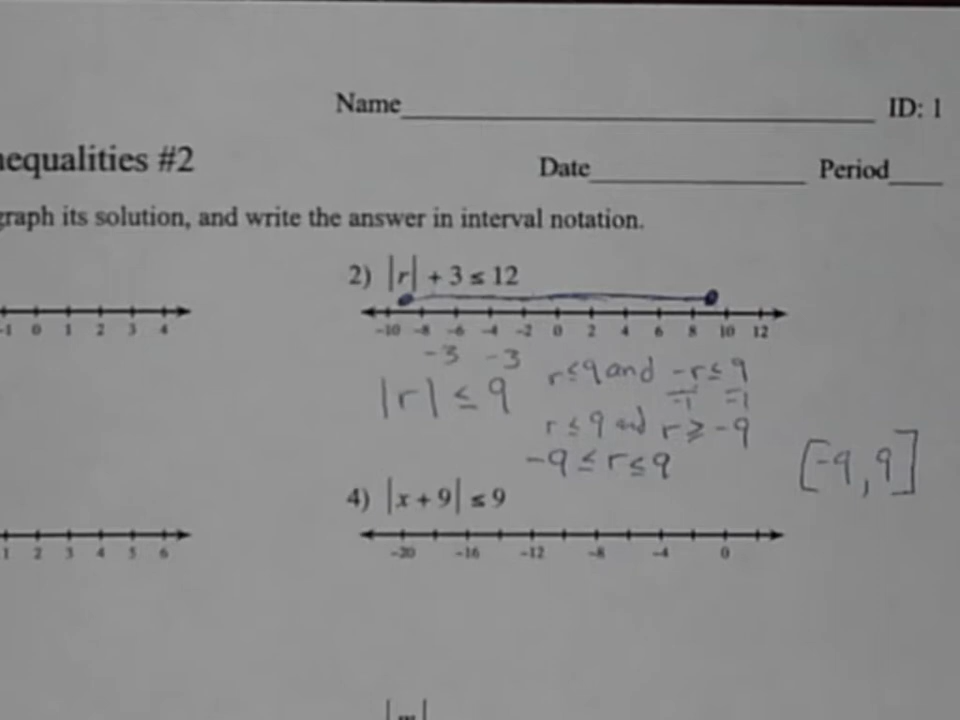 Name ID: 1
nequalities #2
Date Period
graph its solution, and write the answer in interval notation.
2) |r| + 3 ≤ 12
-1 0 1 2 3 4
-10 -8 -6 -4 -2 0 2 4 6 8 10 12
-3 -3
|r| ≤ 9
r ≤ 9 and -r ≤ 9
-1 -1
r ≤ 9 and r ≥ -9
-9 ≤ r ≤ 9
[-9, 9]
4) |x + 9| ≤ 9
1 2 3 4 5 6
-20 -16 -12 -8 -4 0